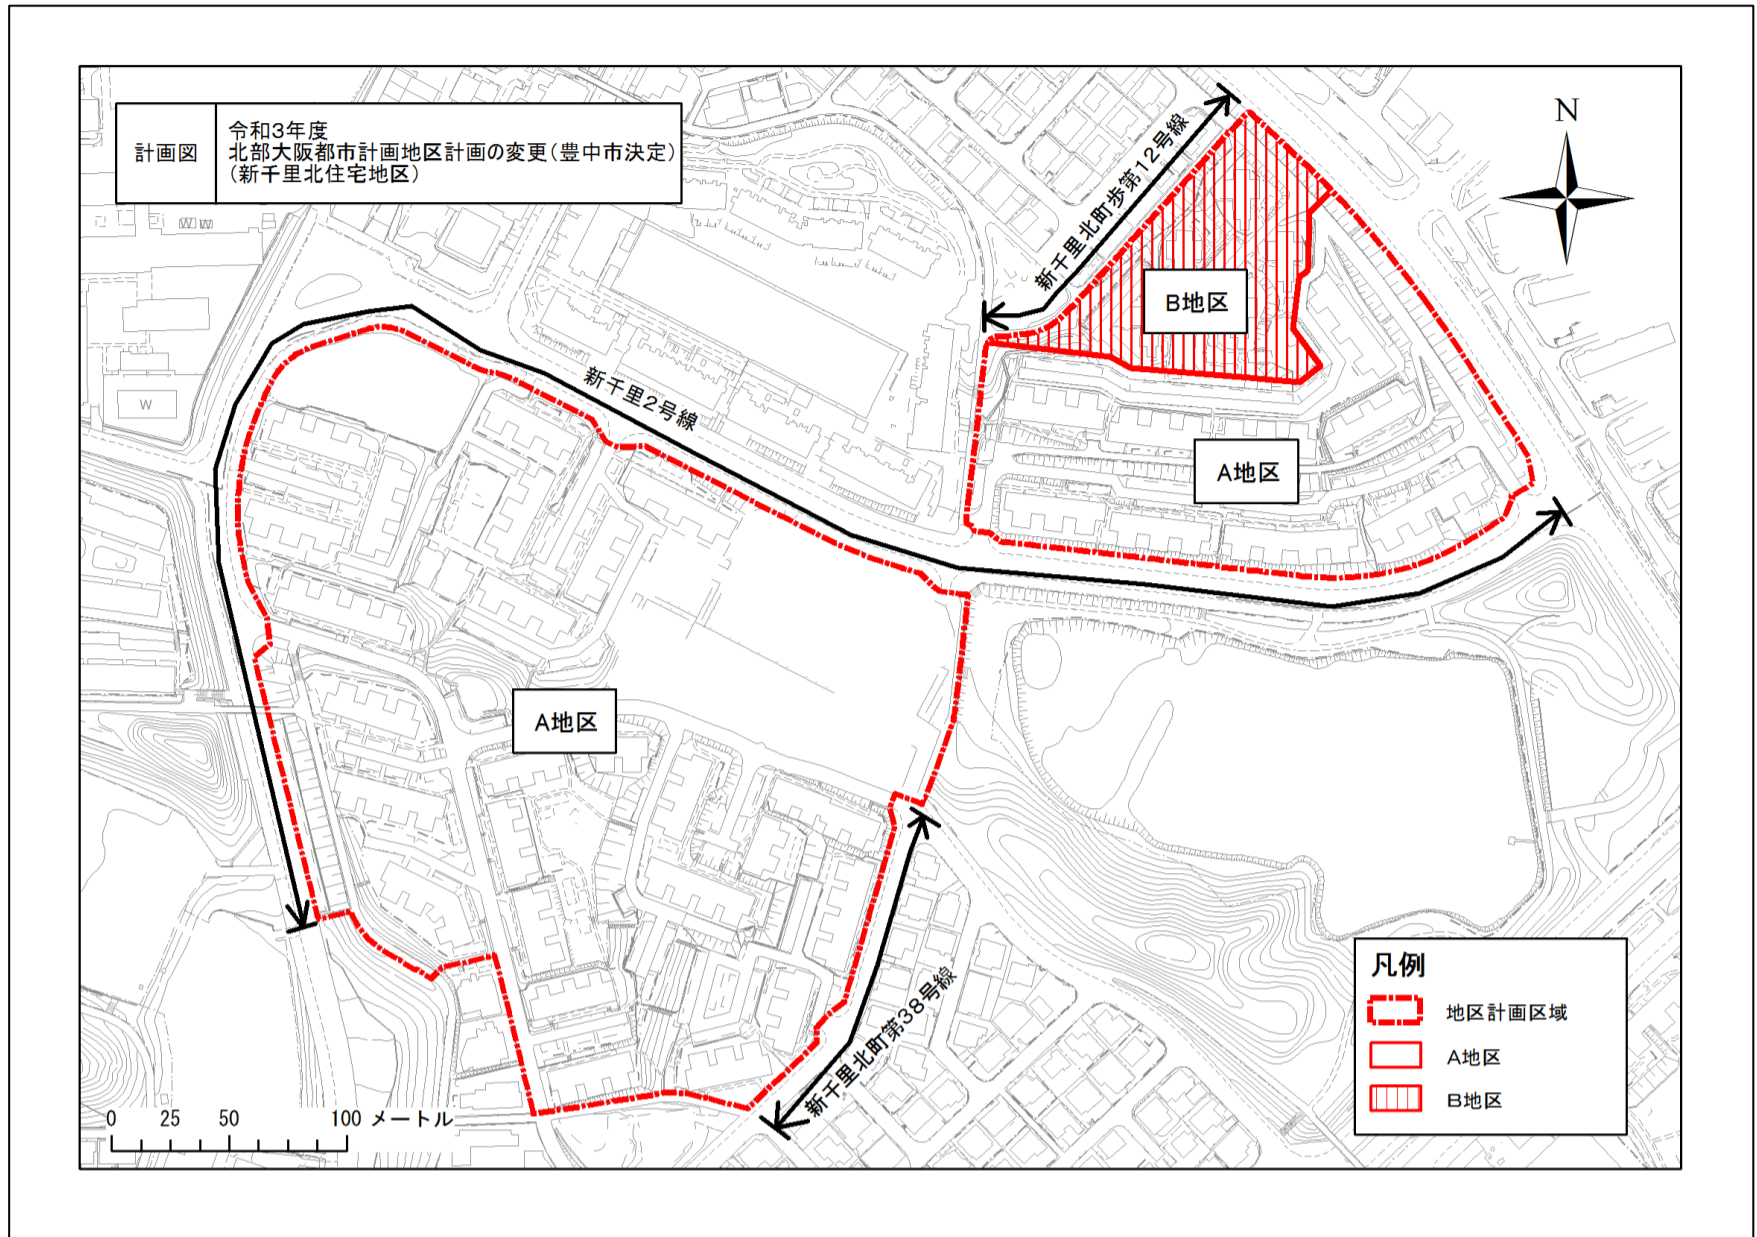 計画図
令和3年度
北部大阪都市計画地区計画の変更(豊中市決定)
(新千里北住宅地区)
N
新千里北町歩第12号線
B地区
新千里2号線
A地区
W W
W
A地区
新千里北町第38号線
凡例
地区計画区域
A地区
B地区
0 25 50 100 メートル